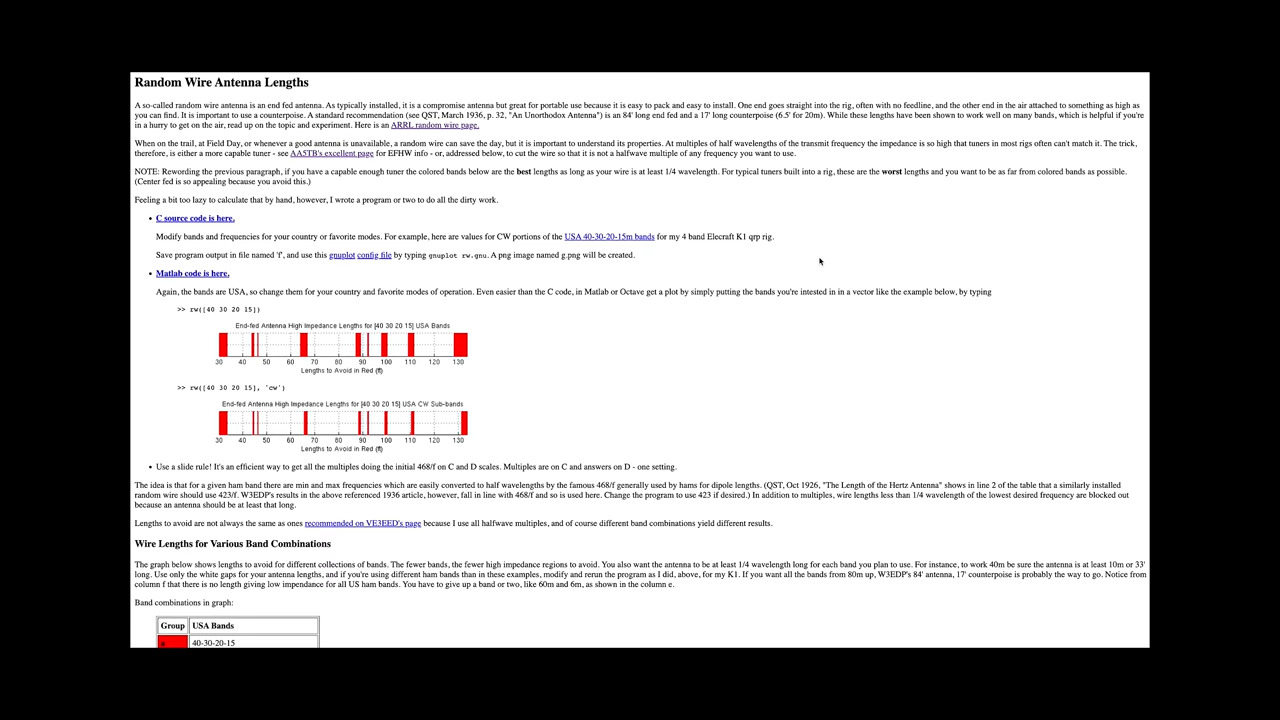 Random Wire Antenna Lengths
A so-called random wire antenna is an end fed antenna. As typically installed, it is a compromise antenna but great for portable use because it is easy to pack and easy to install. One end goes straight into the rig, often with no feedline, and the other end in the air attached to something as high as
you can find. It is important to use a counterpoise. A standard recommendation (see QST, March 1936, p. 32, "An Unorthodox Antenna") is an 84' long end fed and a 17' long counterpoise (6.5' for 20m). While these lengths have been shown to work well on many bands, which is helpful if you're
in a hurry to get on the air, read up on the topic and experiment. Here is an ARRL random wire page.
When on the trail, at Field Day, or whenever a good antenna is unavailable, a random wire can save the day, but it is important to understand its properties. At multiples of half wavelengths of the transmit frequency the impedance is so high that tuners in most rigs often can't match it. The trick,
therefore, is either a more capable tuner - see AA5TB's excellent page for EFHW info - or, addressed below, to cut the wire so that it is not a halfwave multiple of any frequency you want to use.
NOTE: Rewording the previous paragraph, if you have a capable enough tuner the colored bands below are the best lengths as long as your wire is at least 1/4 wavelength. For typical tuners built into a rig, these are the worst lengths and you want to be as far from colored bands as possible.
(Center fed is so appealing because you avoid this.)
Feeling a bit too lazy to calculate that by hand, however, I wrote a program or two to do all the dirty work.
• C source code is here.
Modify bands and frequencies for your country or favorite modes. For example, here are values for CW portions of the USA 40-30-20-15m bands for my 4 band Elecraft K1 qrp rig.
Save program output in file named 'f', and use this gnuplot config file by typing gnuplot rw.gnu. A png image named g.png will be created.
• Matlab code is here.
Again, the bands are USA, so change them for your country and favorite modes of operation. Even easier than the C code, in Matlab or Octave get a plot by simply putting the bands you're intested in in a vector like the example below, by typing
>> rw([40 30 20 15])
End-fed Antenna High Impedance Lengths for [40 30 20 15] USA Bands
30 40 50 60 70 80 90 100 110 120 130
Lengths to Avoid in Red (ft)
>> rw([40 30 20 15], 'cw')
End-fed Antenna High Impedance Lengths for [40 30 20 15] USA CW Sub-bands
30 40 50 60 70 80 90 100 110 120 130
Lengths to Avoid in Red (ft)
• Use a slide rule! It's an efficient way to get all the multiples doing the initial 468/f on C and D scales. Multiples are on C and answers on D - one setting.
The idea is that for a given ham band there are min and max frequencies which are easily converted to half wavelengths by the famous 468/f generally used by hams for dipole lengths. (QST, Oct 1926, "The Length of the Hertz Antenna" shows in line 2 of the table that a similarly installed
random wire should use 423/f. W3EDP's results in the above referenced 1936 article, however, fall in line with 468/f and so is used here. Change the program to use 423 if desired.) In addition to multiples, wire lengths less than 1/4 wavelength of the lowest desired frequency are blocked out
because an antenna should be at least that long.
Lengths to avoid are not always the same as ones recommended on VE3EED's page because I use all halfwave multiples, and of course different band combinations yield different results.
Wire Lengths for Various Band Combinations
The graph below shows lengths to avoid for different collections of bands. The fewer bands, the fewer high impedance regions to avoid. You also want the antenna to be at least 1/4 wavelength long for each band you plan to use. For instance, to work 40m be sure the antenna is at least 10m or 33'
long. Use only the white gaps for your antenna lengths, and if you're using different ham bands than in these examples, modify and rerun the program as I did, above, for my K1. If you want all the bands from 80m up, W3EDP's 84' antenna, 17' counterpoise is probably the way to go. Notice from
column f that there is no length giving low impendance for all US ham bands. You have to give up a band or two, like 60m and 6m, as shown in the column e.
Band combinations in graph:
Group USA Bands
40-30-20-15